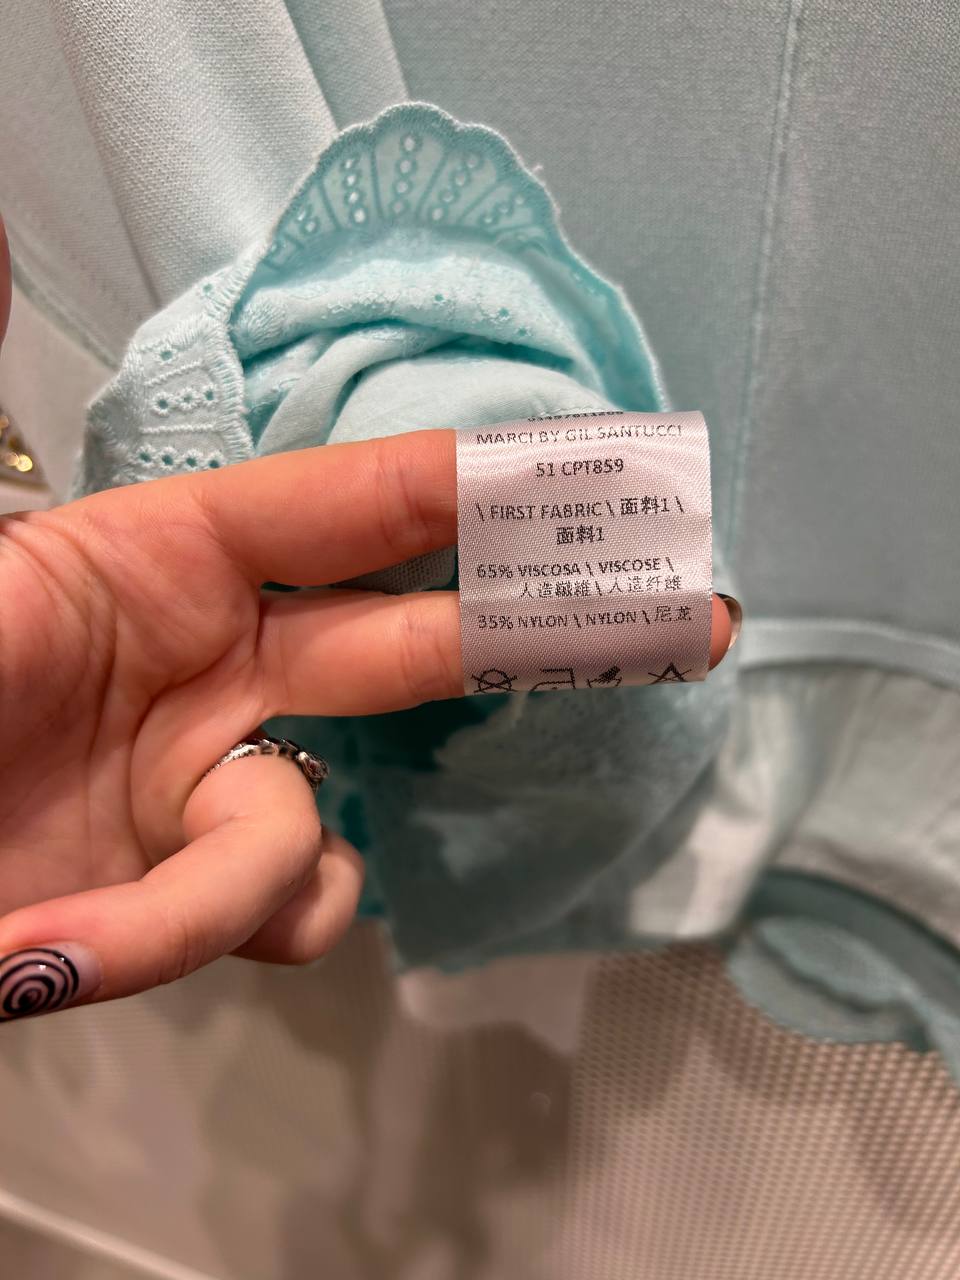 MARCI BY GIL SANTUCCI
51 CPT859
\ FIRST FABRIC \ 面料1 \
面料1
65% VISCOSA \ VISCOSE \
人造纖維 \ 人造纤维
35% NYLON \ NYLON \ 尼龙